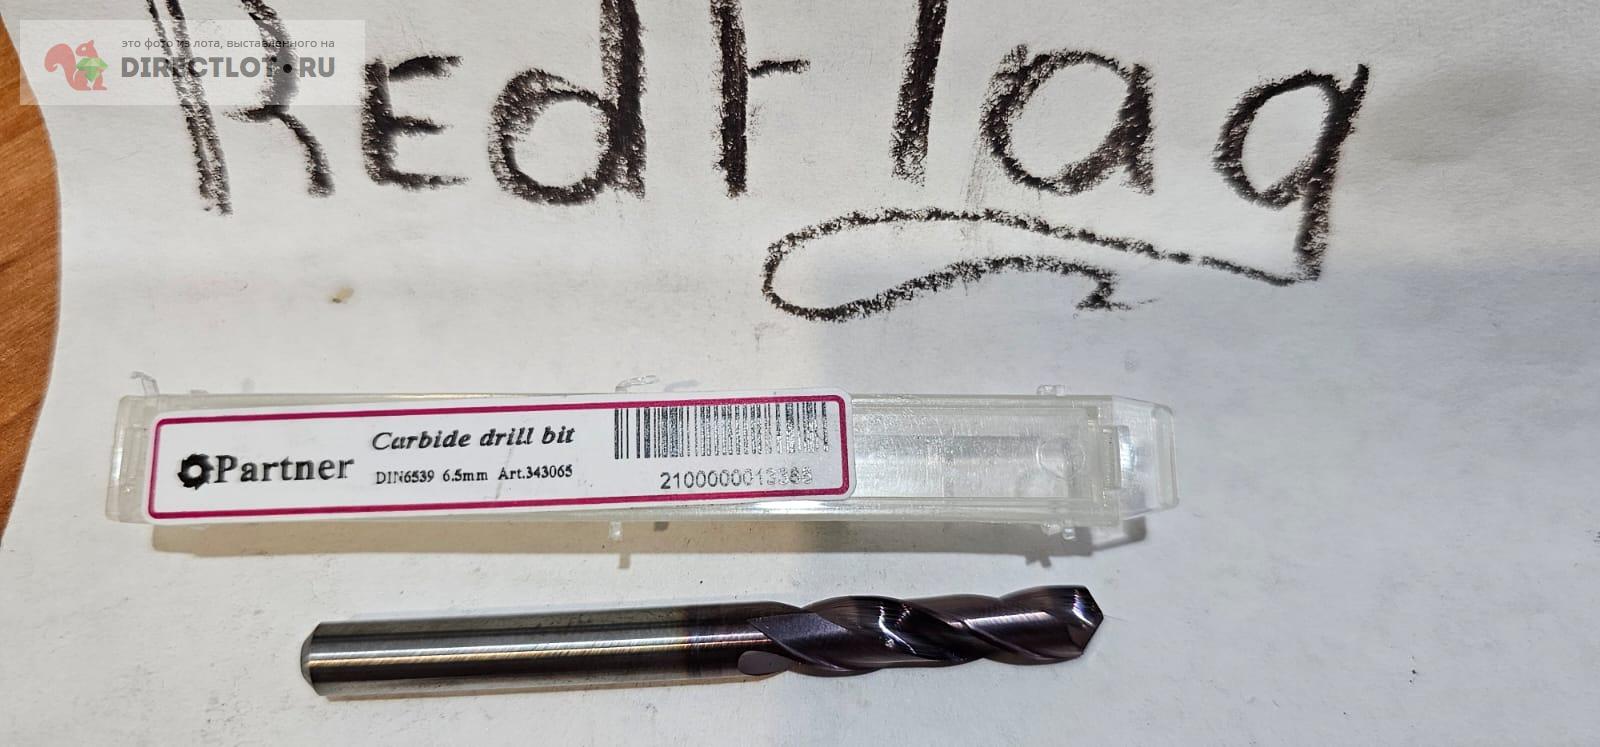 это фото из лота, выставленного на
DIRECTLOT.RU
RedFlag
Partner
Carbide drill bit
DIN6539 6.5mm Art.343065